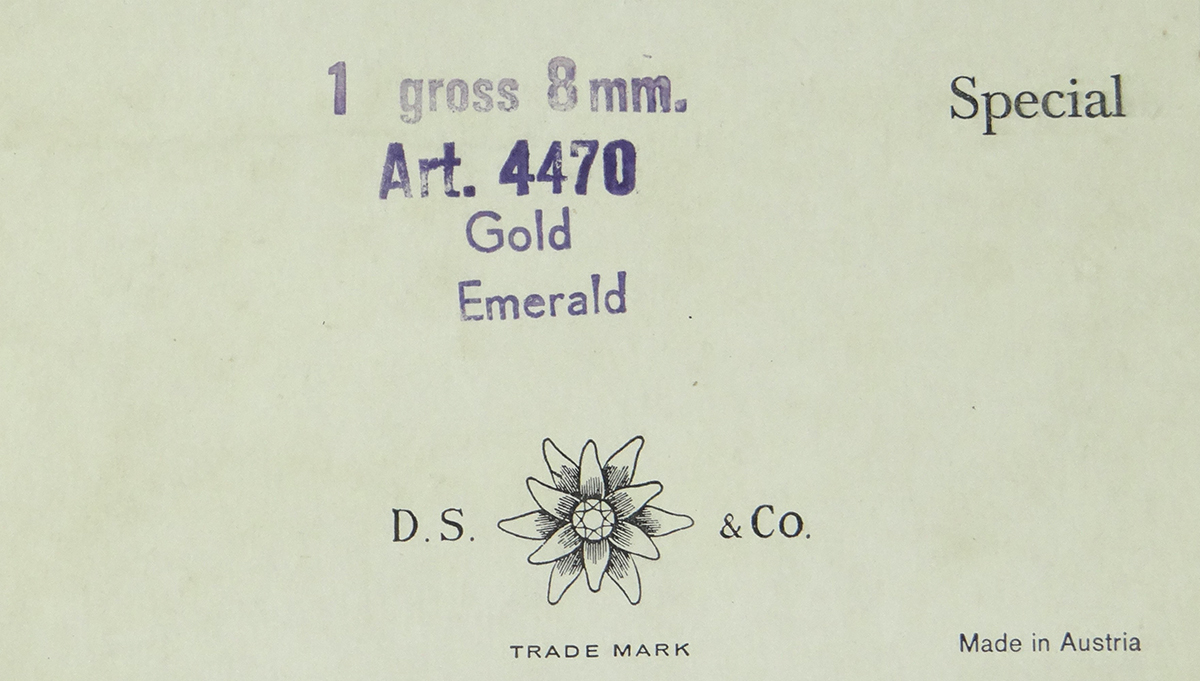 1 gross 8 mm.
Special
Art. 4470
Gold
Emerald
D.S. & Co.
TRADE MARK
Made in Austria